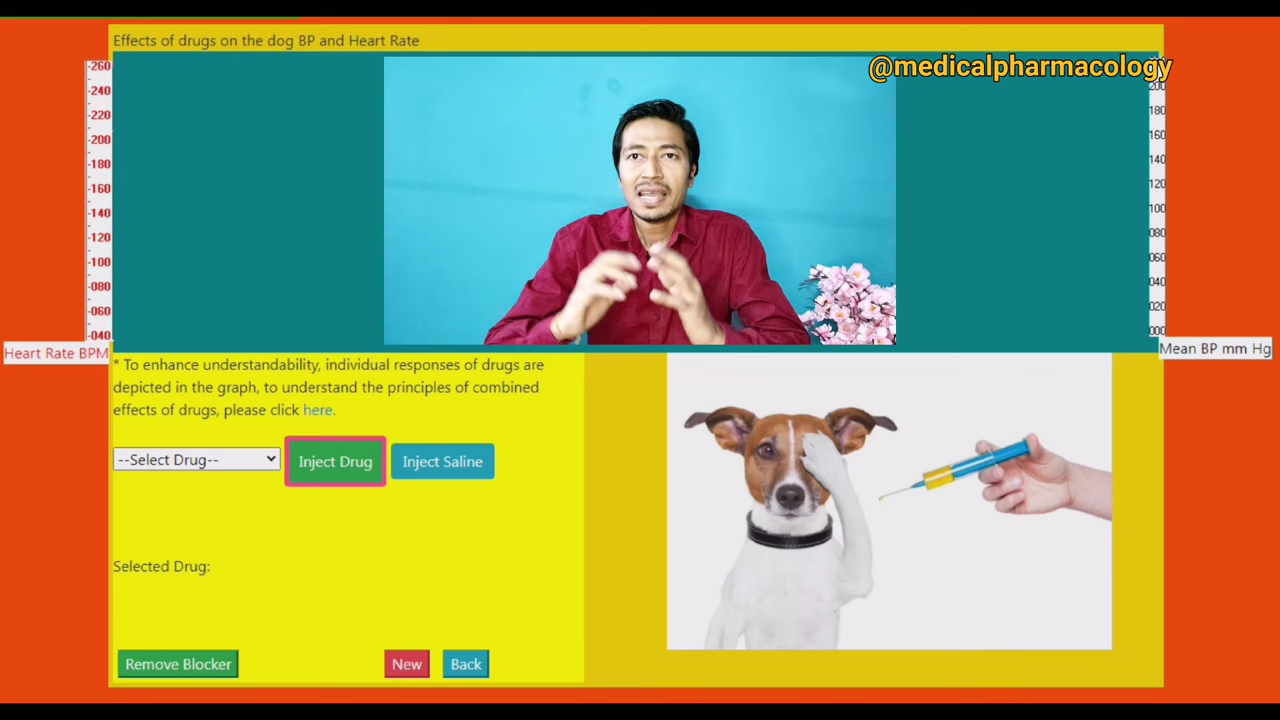 Effects of drugs on the dog BP and Heart Rate
@medicalpharmacology
-260
-240
-220
-200
-180
-160
-140
-120
-100
-080
-060
-040
Heart Rate BPM
200
180
160
140
120
100
080
060
040
020
000
Mean BP mm Hg
* To enhance understandability, individual responses of drugs are
depicted in the graph, to understand the principles of combined
effects of drugs, please click here.
--Select Drug--
Inject Drug
Inject Saline
Selected Drug:
Remove Blocker
New
Back